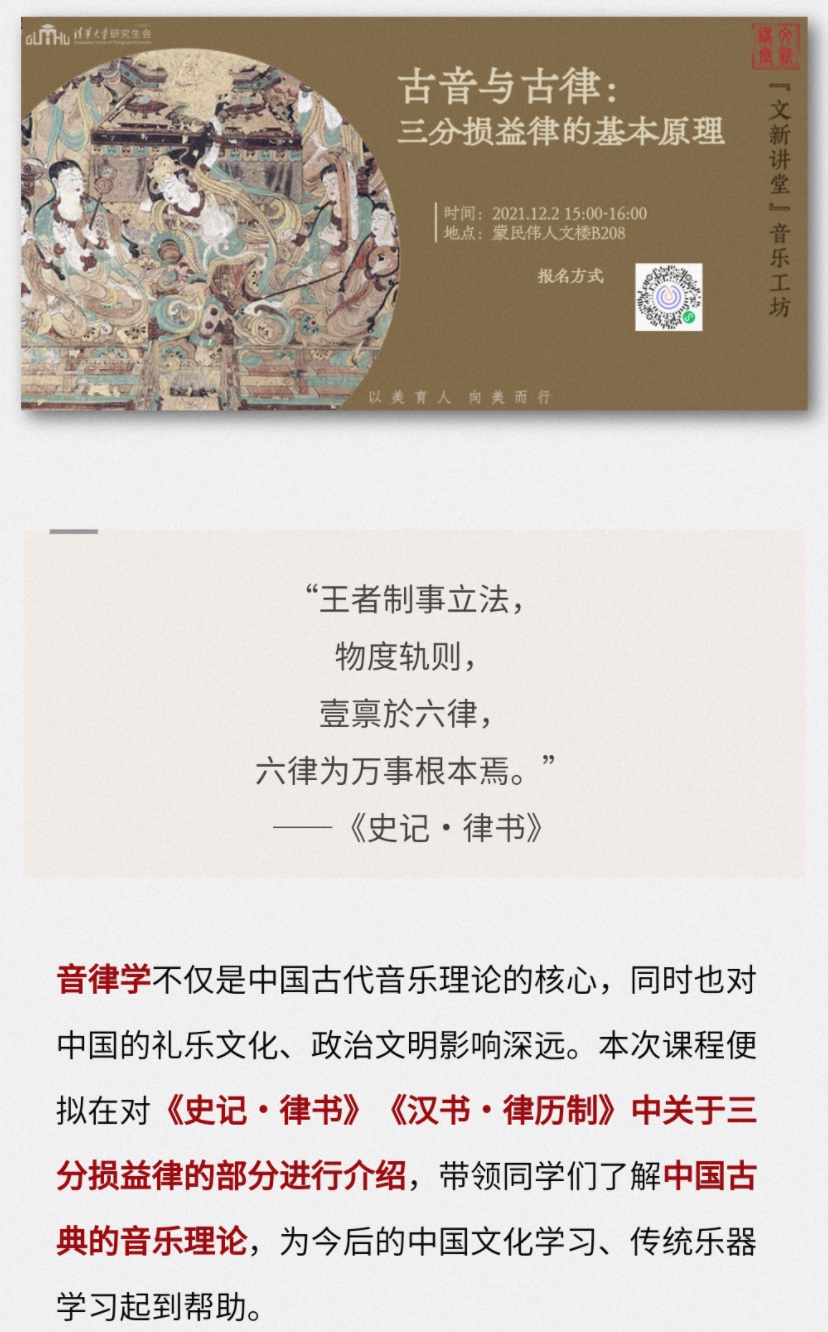 清华大学研究生会
古音与古律：
三分损益律的基本原理
时间：2021.12.2 15:00-16:00
地点：蒙民伟人文楼B208
报名方式
『文新讲堂』音乐工坊
以美育人 向美而行
“王者制事立法，
物度轨则，
壹禀於六律，
六律为万事根本焉。”
——《史记·律书》
音律学不仅是中国古代音乐理论的核心，同时也对
中国的礼乐文化、政治文明影响深远。本次课程便
拟在对《史记·律书》《汉书·律历制》中关于三
分损益律的部分进行介绍，带领同学们了解中国古
典的音乐理论，为今后的中国文化学习、传统乐器
学习起到帮助。